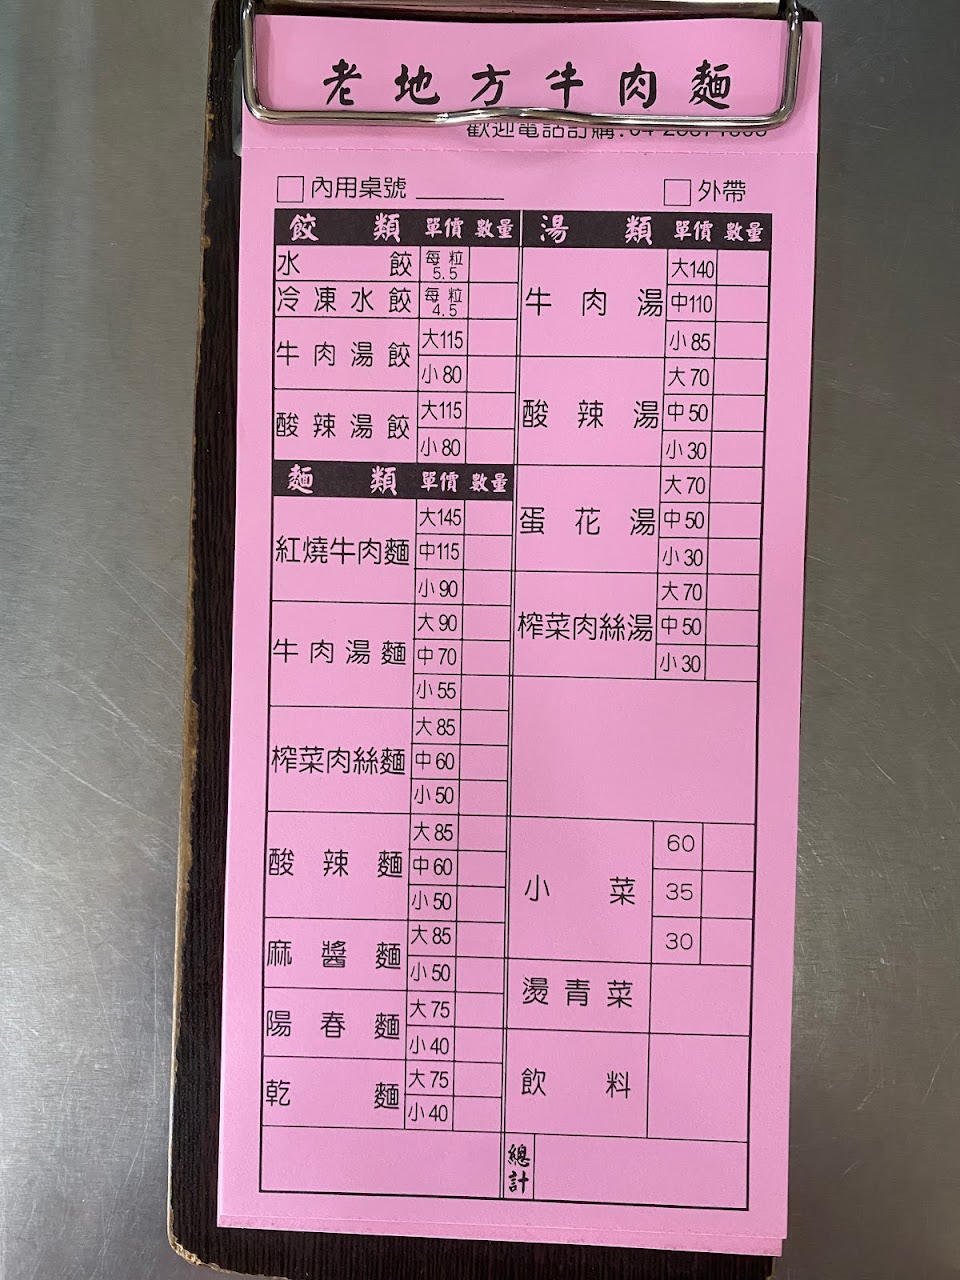 老地方牛肉麵
歡迎電話訂購:04-
內用桌號
外帶
餃類 單價 數量
水餃 每粒 5.5
冷凍水餃 每粒 4.5
牛肉湯餃 大115
小80
酸辣湯餃 大115
小80
麵類 單價 數量
紅燒牛肉麵 大145
中115
小90
牛肉湯麵 大90
中70
小55
榨菜肉絲麵 大85
中60
小50
酸辣麵 大85
中60
小50
麻醬麵 大85
小50
陽春麵 大75
小40
乾麵 大75
小40
湯類 單價 數量
牛肉湯 大140
中110
小85
酸辣湯 大70
中50
小30
蛋花湯 大70
中50
小30
榨菜肉絲湯 大70
中50
小30
小菜 60
35
30
燙青菜
飲料
總計